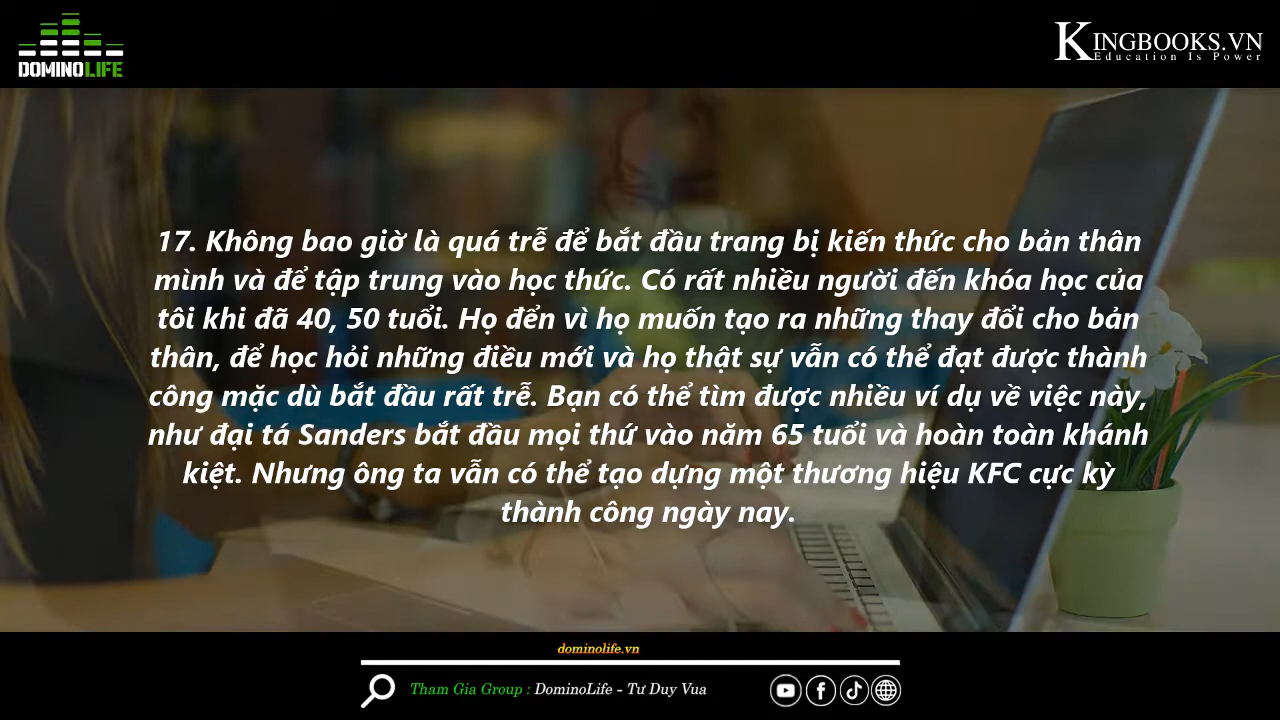 DOMINOLIFE
KINGBOOKS.VN
Education Is Power
17. Không bao giờ là quá trễ để bắt đầu trang bị kiến thức cho bản thân
mình và để tập trung vào học thức. Có rất nhiều người đến khóa học của
tôi khi đã 40, 50 tuổi. Họ đển vì họ muốn tạo ra những thay đổi cho bản
thân, để học hỏi những điều mới và họ thật sự vẫn có thể đạt được thành
công mặc dù bắt đầu rất trễ. Bạn có thể tìm được nhiều ví dụ về việc này,
như đại tá Sanders bắt đầu mọi thứ vào năm 65 tuổi và hoàn toàn khánh
kiệt. Nhưng ông ta vẫn có thể tạo dựng một thương hiệu KFC cực kỳ
thành công ngày nay.
dominolife.vn
Tham Gia Group : DominoLife - Tư Duy Vua